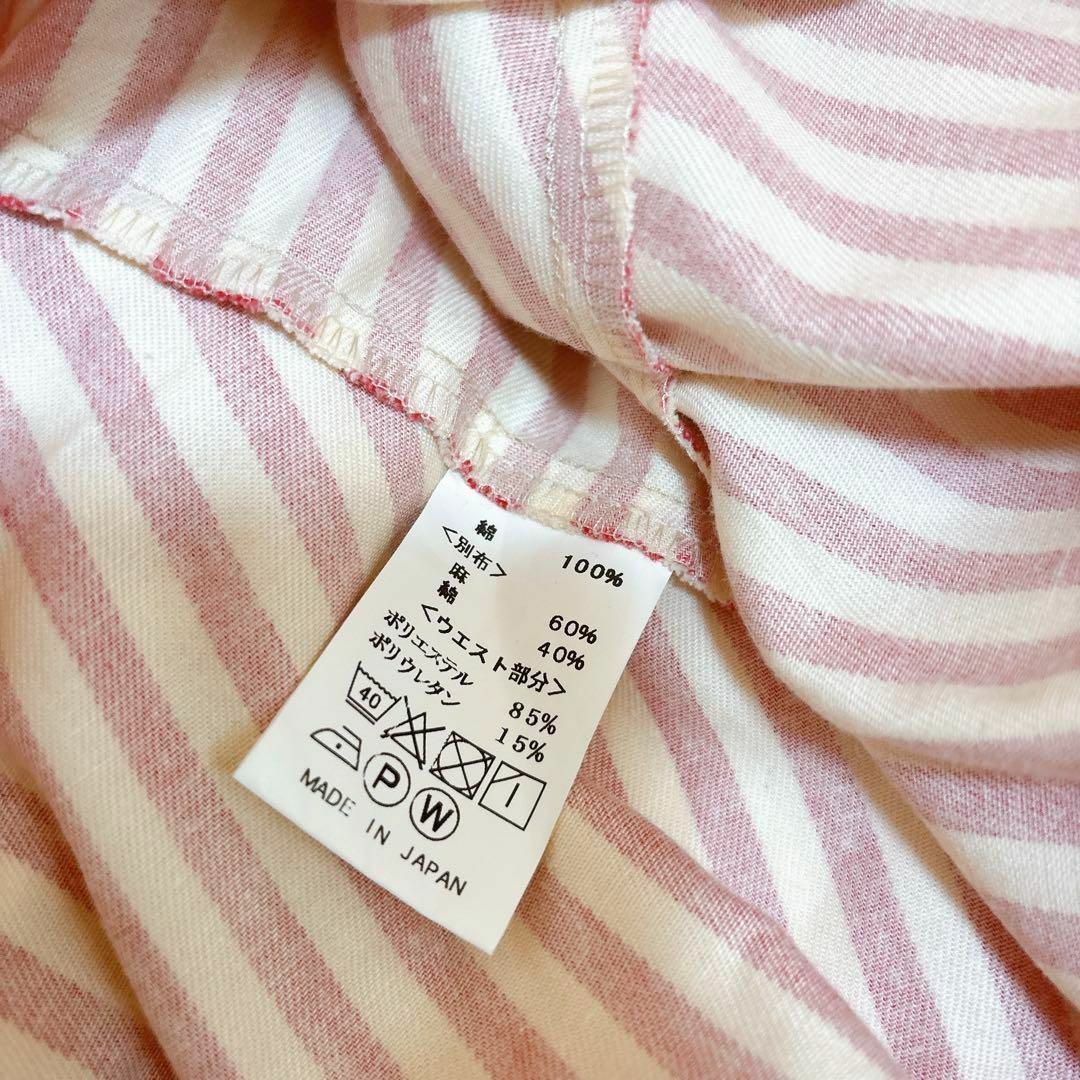 綿 100%
<別布>
麻 60%
綿 40%
<ウエスト部分>
ポリエステル 85%
ポリウレタン 15%
40
P W
MADE IN JAPAN